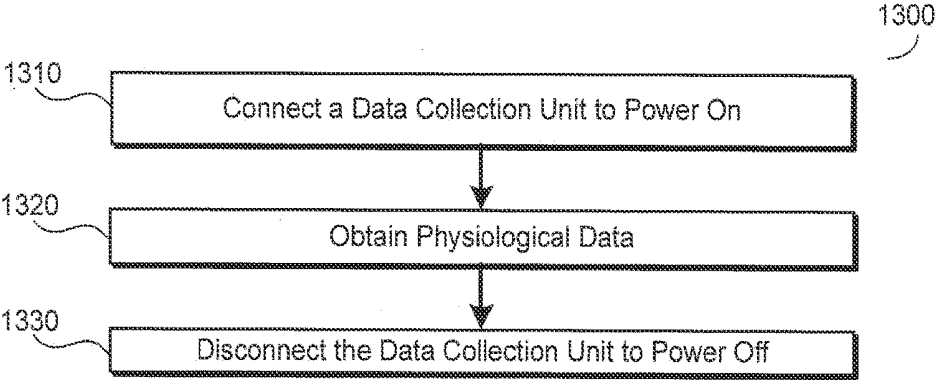 1300
1310
Connect a Data Collection Unit to Power On
1320
Obtain Physiological Data
1330
Disconnect the Data Collection Unit to Power Off